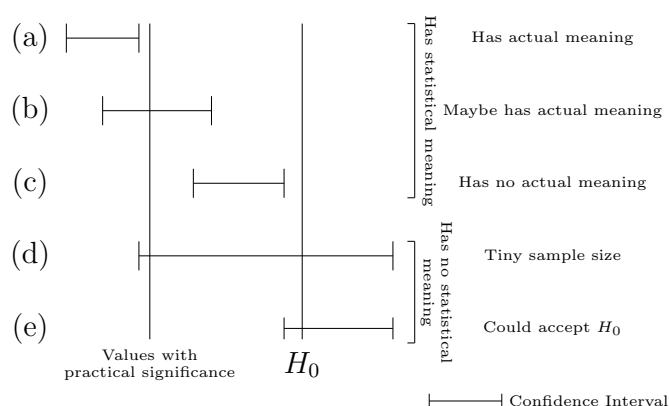 (a)
Has actual meaning
(b)
Maybe has actual meaning
(c)
Has no actual meaning
Has statistical meaning
(d)
Tiny sample size
(e)
Could accept H₀
Has no statistical
meaning
Values with
practical significance
H₀
Confidence Interval